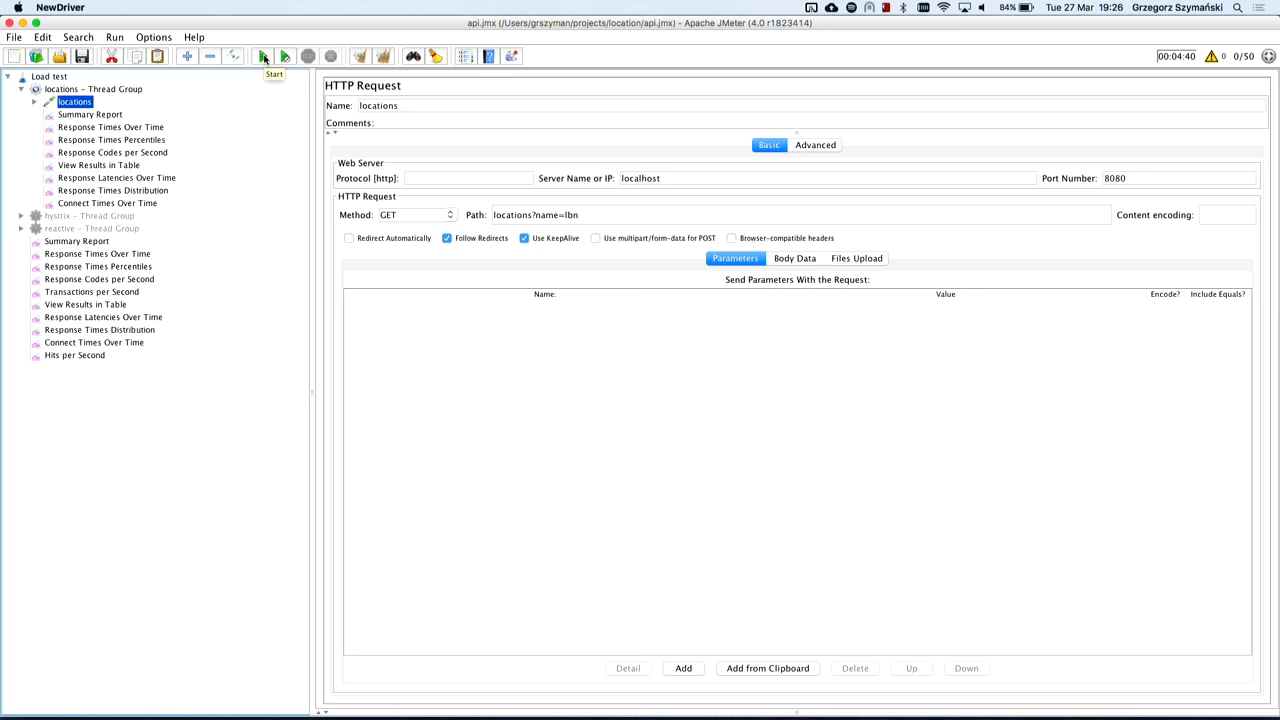 NewDriver 84% Tue 27 Mar 19:26 Grzegorz Szymański
api.jmx (/Users/grszyman/projects/location/api.jmx) - Apache JMeter (4.0 r1823414)
File Edit Search Run Options Help
00:04:40 0 0/50
Start
Load test
locations - Thread Group
locations
Summary Report
Response Times Over Time
Response Times Percentiles
Response Codes per Second
View Results in Table
Response Latencies Over Time
Response Times Distribution
Connect Times Over Time
hystrix - Thread Group
reactive - Thread Group
Summary Report
Response Times Over Time
Response Times Percentiles
Response Codes per Second
Transactions per Second
View Results in Table
Response Latencies Over Time
Response Times Distribution
Connect Times Over Time
Hits per Second
HTTP Request
Name: locations
Comments:
Basic Advanced
Web Server
Protocol [http]: Server Name or IP: localhost Port Number: 8080
HTTP Request
Method: GET Path: locations?name=lbn Content encoding:
Redirect Automatically Follow Redirects Use KeepAlive Use multipart/form-data for POST Browser-compatible headers
Parameters Body Data Files Upload
Send Parameters With the Request:
Name: Value Encode? Include Equals?
Detail Add Add from Clipboard Delete Up Down